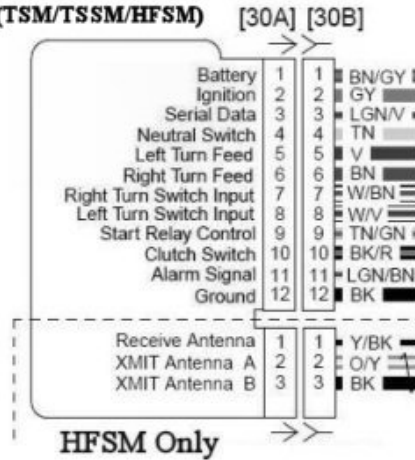 (TSM/TSSM/HFSM) [30A] [30B]
Battery 1 1 BN/GY
Ignition 2 2 GY
Serial Data 3 3 LGN/V
Neutral Switch 4 4 TN
Left Turn Feed 5 5 V
Right Turn Feed 6 6 BN
Right Turn Switch Input 7 7 W/BN
Left Turn Switch Input 8 8 W/V
Start Relay Control 9 9 TN/GN
Clutch Switch 10 10 BK/R
Alarm Signal 11 11 LGN/BN
Ground 12 12 BK
Receive Antenna 1 1 Y/BK
XMIT Antenna A 2 2 O/Y
XMIT Antenna B 3 3 BK
HFSM Only